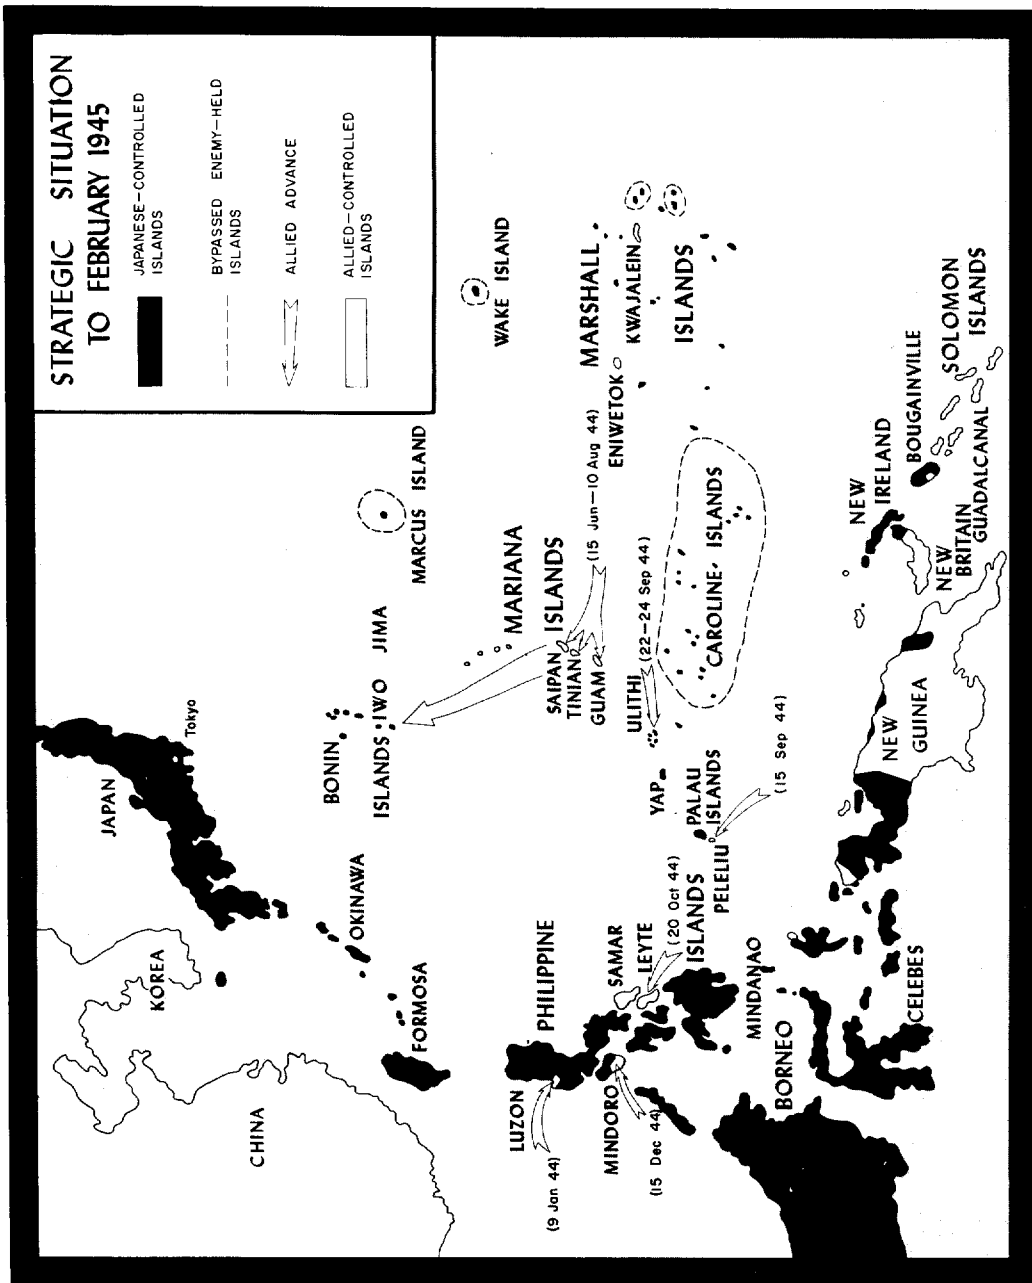 STRATEGIC SITUATION
TO FEBRUARY 1945
JAPANESE-CONTROLLED
ISLANDS
BYPASSED ENEMY-HELD
ISLANDS
ALLIED ADVANCE
ALLIED-CONTROLLED
ISLANDS
JAPAN
Tokyo
KOREA
CHINA
OKINAWA
FORMOSA
BONIN
ISLANDS
IWO JIMA
MARCUS ISLAND
WAKE ISLAND
MARIANA
ISLANDS
SAIPAN
TINIAN
GUAM
(15 Jun-10 Aug 44)
ENIWETOK
MARSHALL
KWAJALEIN
ISLANDS
ULITHI
(22-24 Sep 44)
CAROLINE ISLANDS
YAP
PALAU
ISLANDS
PELELIU
(15 Sep 44)
PHILIPPINE
ISLANDS
LUZON
(9 Jan 44)
MINDORO
(15 Dec 44)
SAMAR
LEYTE
(20 Oct 44)
MINDANAO
BORNEO
CELEBES
NEW
GUINEA
NEW
IRELAND
NEW
BRITAIN
BOUGAINVILLE
GUADALCANAL
SOLOMON
ISLANDS